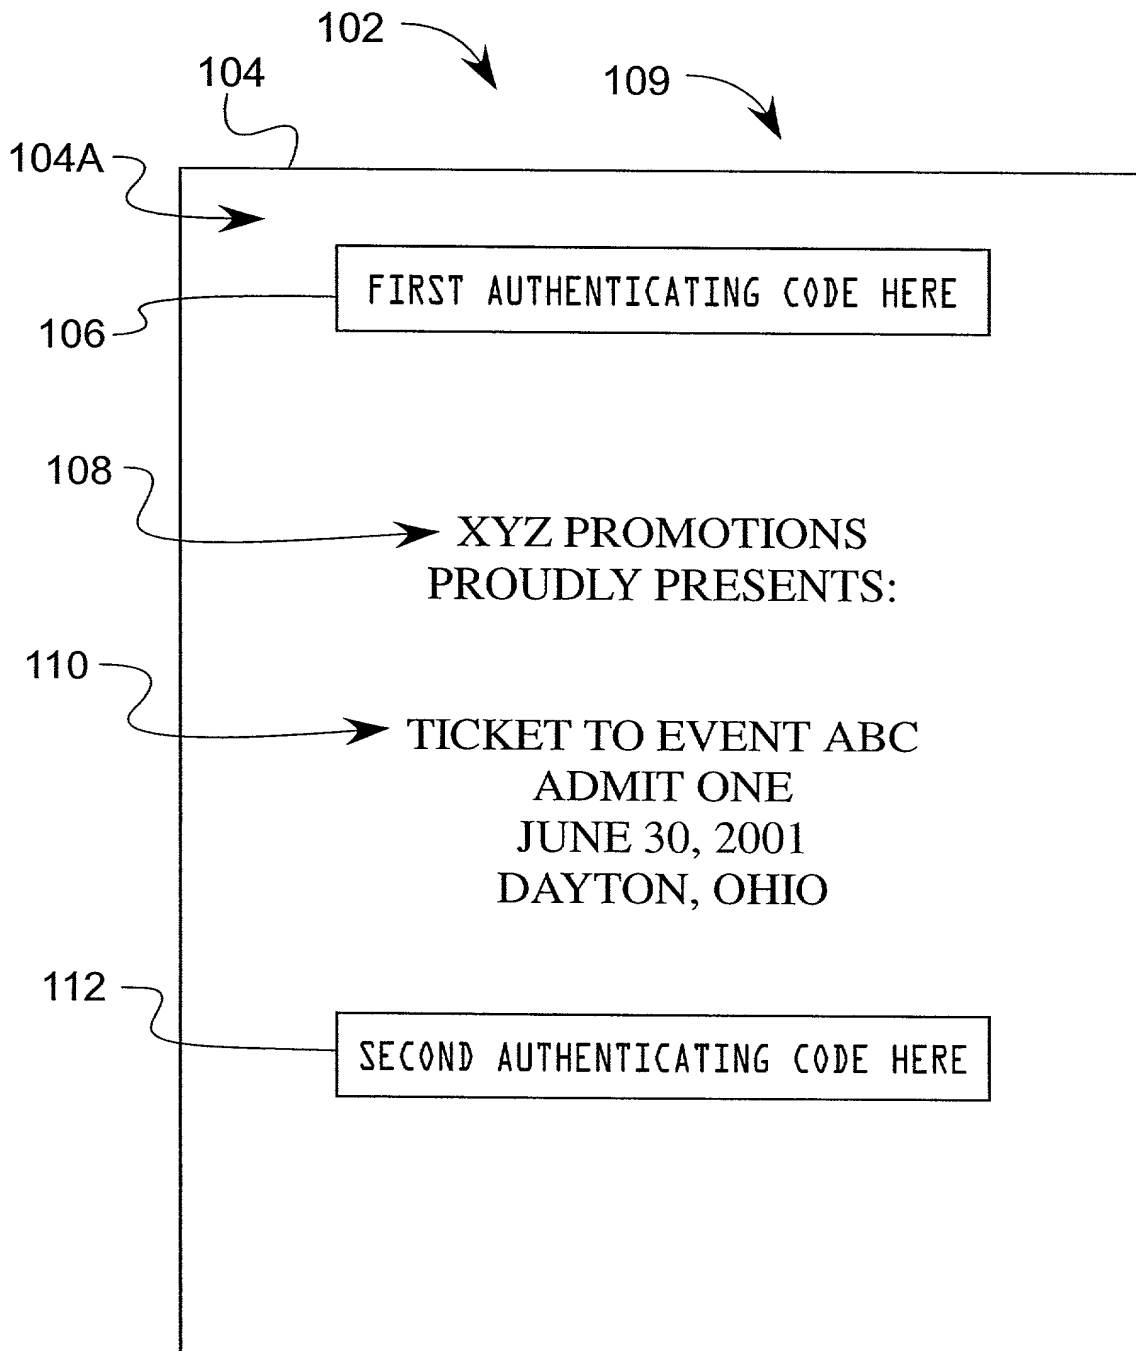 102
104
109
104A
FIRST AUTHENTICATING CODE HERE
106
108
XYZ PROMOTIONS
PROUDLY PRESENTS:
110
TICKET TO EVENT ABC
ADMIT ONE
JUNE 30, 2001
DAYTON, OHIO
112
SECOND AUTHENTICATING CODE HERE